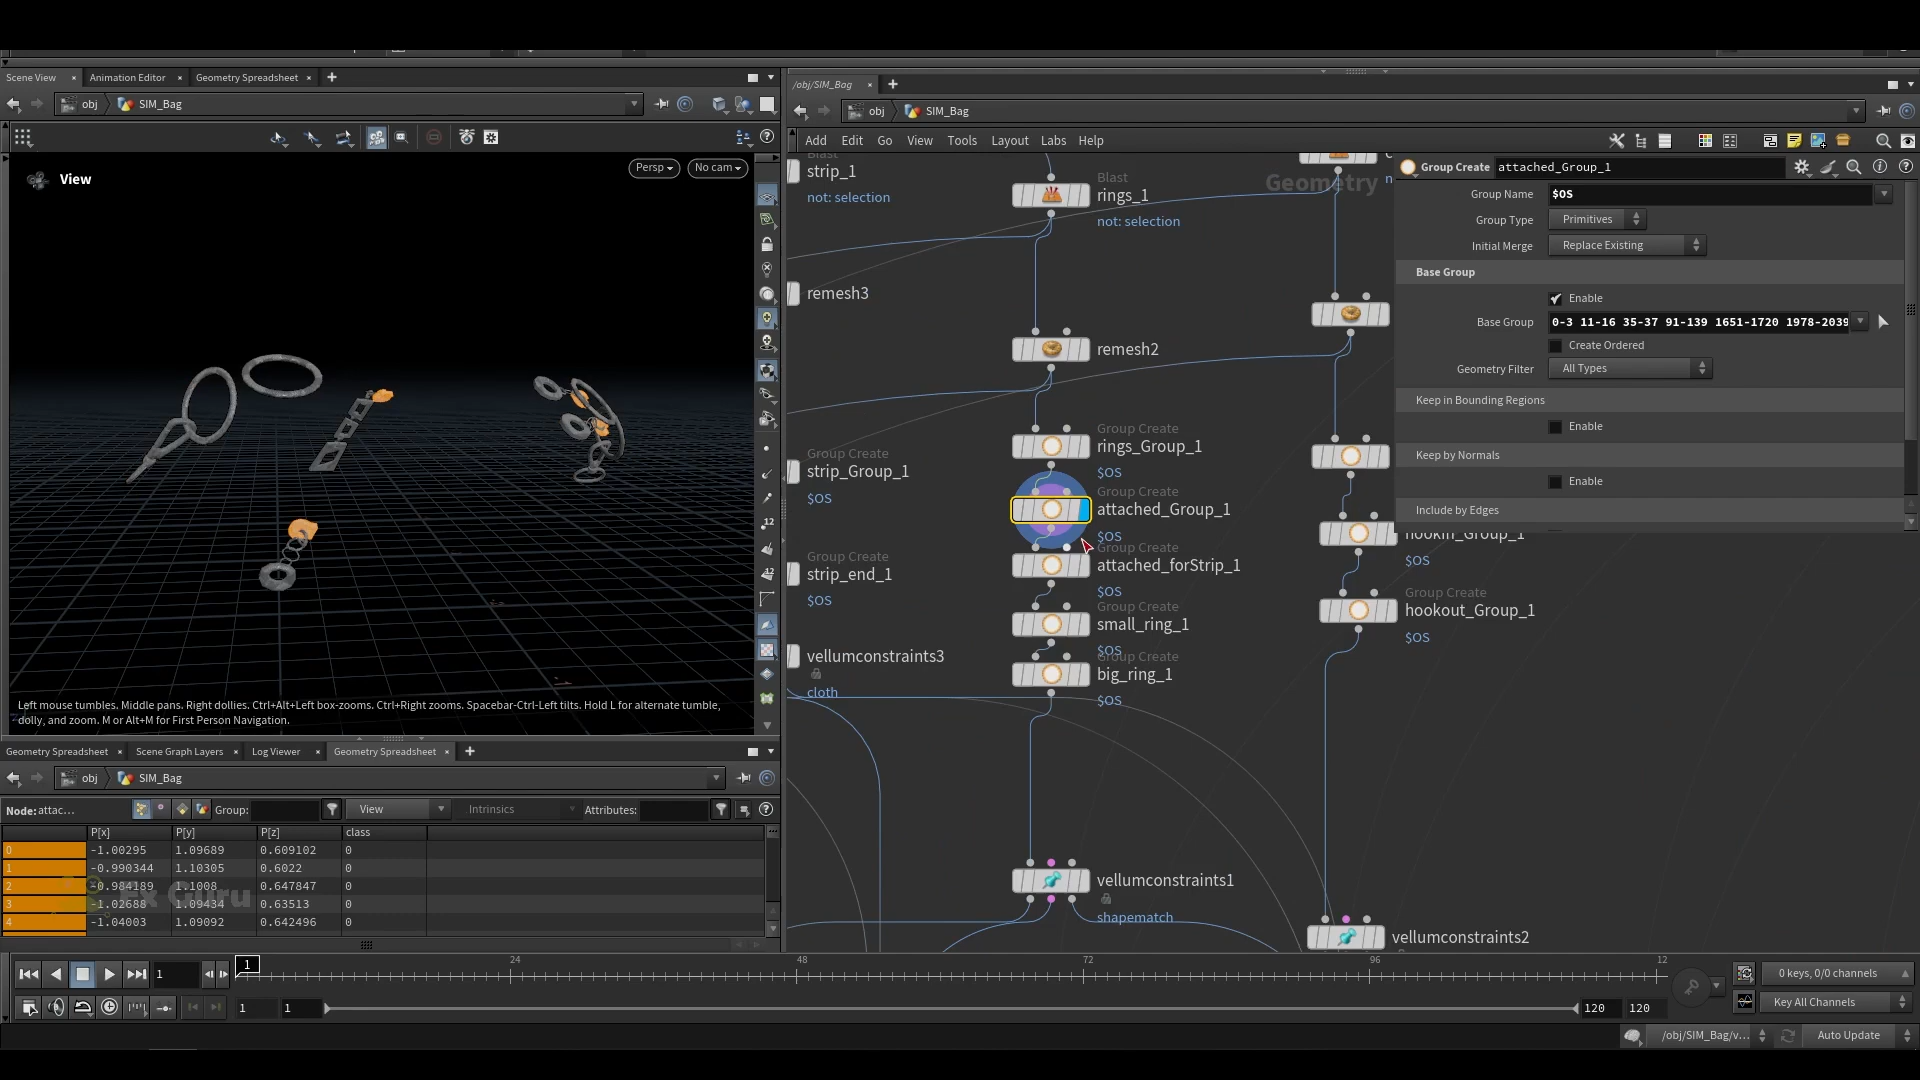 Scene View × Animation Editor × Geometry Spreadsheet × +
obj SIM_Bag
View
Persp No cam
Left mouse tumbles. Middle pans. Right dollies. Ctrl+Alt+Left box-zooms. Ctrl+Right zooms. Spacebar-Ctrl-Left tilts. Hold L for alternate tumble,
dolly, and zoom. M or Alt+M for First Person Navigation.
/obj/SIM_Bag × +
obj SIM_Bag
Add Edit Go View Tools Layout Labs Help
Geometry
Blast
strip_1
not: selection
Blast
rings_1
not: selection
remesh3
remesh2
Group Create
rings_Group_1
$OS
Group Create
strip_Group_1
$OS
Group Create
attached_Group_1
$OS
Group Create
attached_forStrip_1
$OS
Group Create
strip_end_1
$OS
Group Create
small_ring_1
$OS
Group Create
big_ring_1
$OS
vellumconstraints3
cloth
hookin_Group_1
$OS
Group Create
hookout_Group_1
$OS
vellumconstraints1
shapematch
vellumconstraints2
Group Create attached_Group_1
Group Name $OS
Group Type Primitives
Initial Merge Replace Existing
Base Group
Enable
Base Group 0-3 11-16 35-37 91-139 1651-1720 1978-2039
Create Ordered
Geometry Filter All Types
Keep in Bounding Regions
Enable
Keep by Normals
Enable
Include by Edges
Geometry Spreadsheet × Scene Graph Layers × Log Viewer × Geometry Spreadsheet × +
obj SIM_Bag
Node: attac... Group: View Intrinsics Attributes:
P[x] P[y] P[z] class
0 -1.00295 1.09689 0.609102 0
1 -0.990344 1.10305 0.6022 0
2 -0.984189 1.1008 0.647847 0
3 -1.02688 1.09434 0.63513 0
4 -1.04003 1.09092 0.642496 0
Fx Guru
1 1 24 48 72 96 12
0 keys, 0/0 channels
1 1 120 120
Key All Channels
/obj/SIM_Bag/v... Auto Update